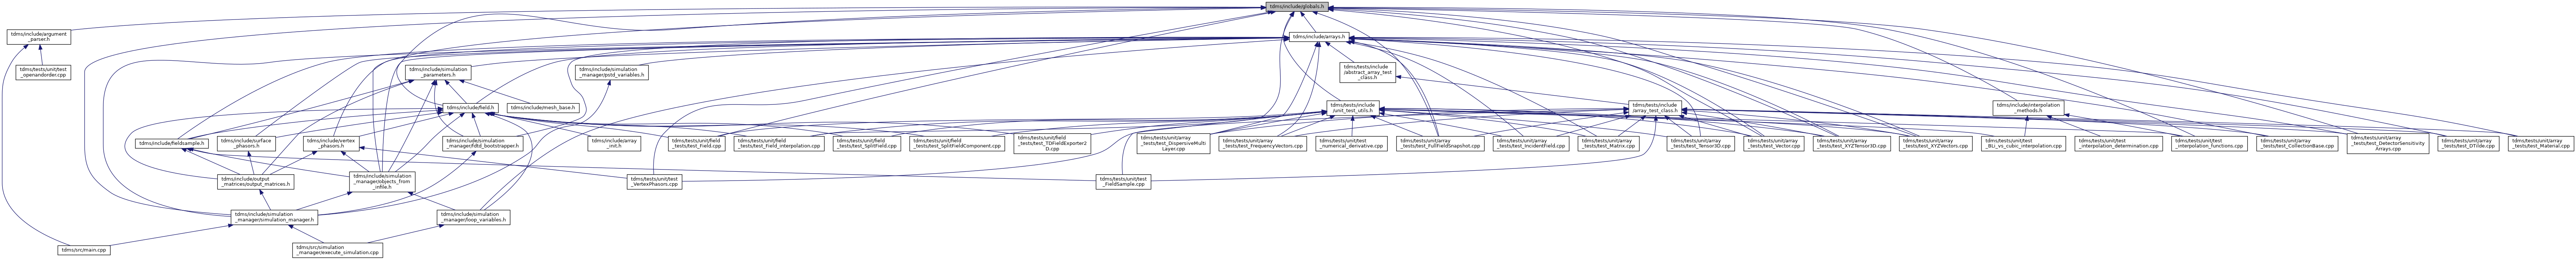 tdms/include/globals.h
tdms/include/argument
_parser.h
tdms/include/arrays.h
tdms/tests/unit/test
_openandorder.cpp
tdms/include/simulation
_parameters.h
tdms/include/simulation
_manager/pstd_variables.h
tdms/tests/include
/abstract_array_test
_class.h
tdms/include/field.h
tdms/include/mesh_base.h
tdms/tests/include
/unit_test_utils.h
tdms/tests/include
/array_test_class.h
tdms/include/interpolation
_methods.h
tdms/include/fieldsample.h
tdms/include/surface
_phasors.h
tdms/include/vertex
_phasors.h
tdms/include/simulation
_manager/fdtd_bootstrapper.h
tdms/include/array
_init.h
tdms/tests/unit/field
_tests/test_Field.cpp
tdms/tests/unit/field
_tests/test_Field_interpolation.cpp
tdms/tests/unit/field
_tests/test_SplitField.cpp
tdms/tests/unit/field
_tests/test_SplitFieldComponent.cpp
tdms/tests/unit/field
_tests/test_TDFieldExporter2
D.cpp
tdms/tests/unit/array
_tests/test_DispersiveMulti
Layer.cpp
tdms/tests/unit/array
_tests/test_FrequencyVectors.cpp
tdms/tests/unit/test
_numerical_derivative.cpp
tdms/tests/unit/array
_tests/test_FullFieldSnapshot.cpp
tdms/tests/unit/array
_tests/test_IncidentField.cpp
tdms/tests/unit/array
_tests/test_Matrix.cpp
tdms/tests/unit/array
_tests/test_Tensor3D.cpp
tdms/tests/unit/array
_tests/test_Vector.cpp
tdms/tests/unit/array
_tests/test_XYZTensor3D.cpp
tdms/tests/unit/array
_tests/test_XYZVectors.cpp
tdms/tests/unit/test
_BLi_vs_cubic_interpolation.cpp
tdms/tests/unit/test
_interpolation_determination.cpp
tdms/tests/unit/test
_interpolation_functions.cpp
tdms/tests/unit/array
_tests/test_CollectionBase.cpp
tdms/tests/unit/array
_tests/test_DetectorSensitivity
Arrays.cpp
tdms/tests/unit/array
_tests/test_DTilde.cpp
tdms/tests/unit/array
_tests/test_Material.cpp
tdms/include/output
_matrices/output_matrices.h
tdms/include/simulation
_manager/objects_from
_infile.h
tdms/tests/unit/test
_VertexPhasors.cpp
tdms/tests/unit/test
_FieldSample.cpp
tdms/include/simulation
_manager/simulation_manager.h
tdms/include/simulation
_manager/loop_variables.h
tdms/src/main.cpp
tdms/src/simulation
_manager/execute_simulation.cpp